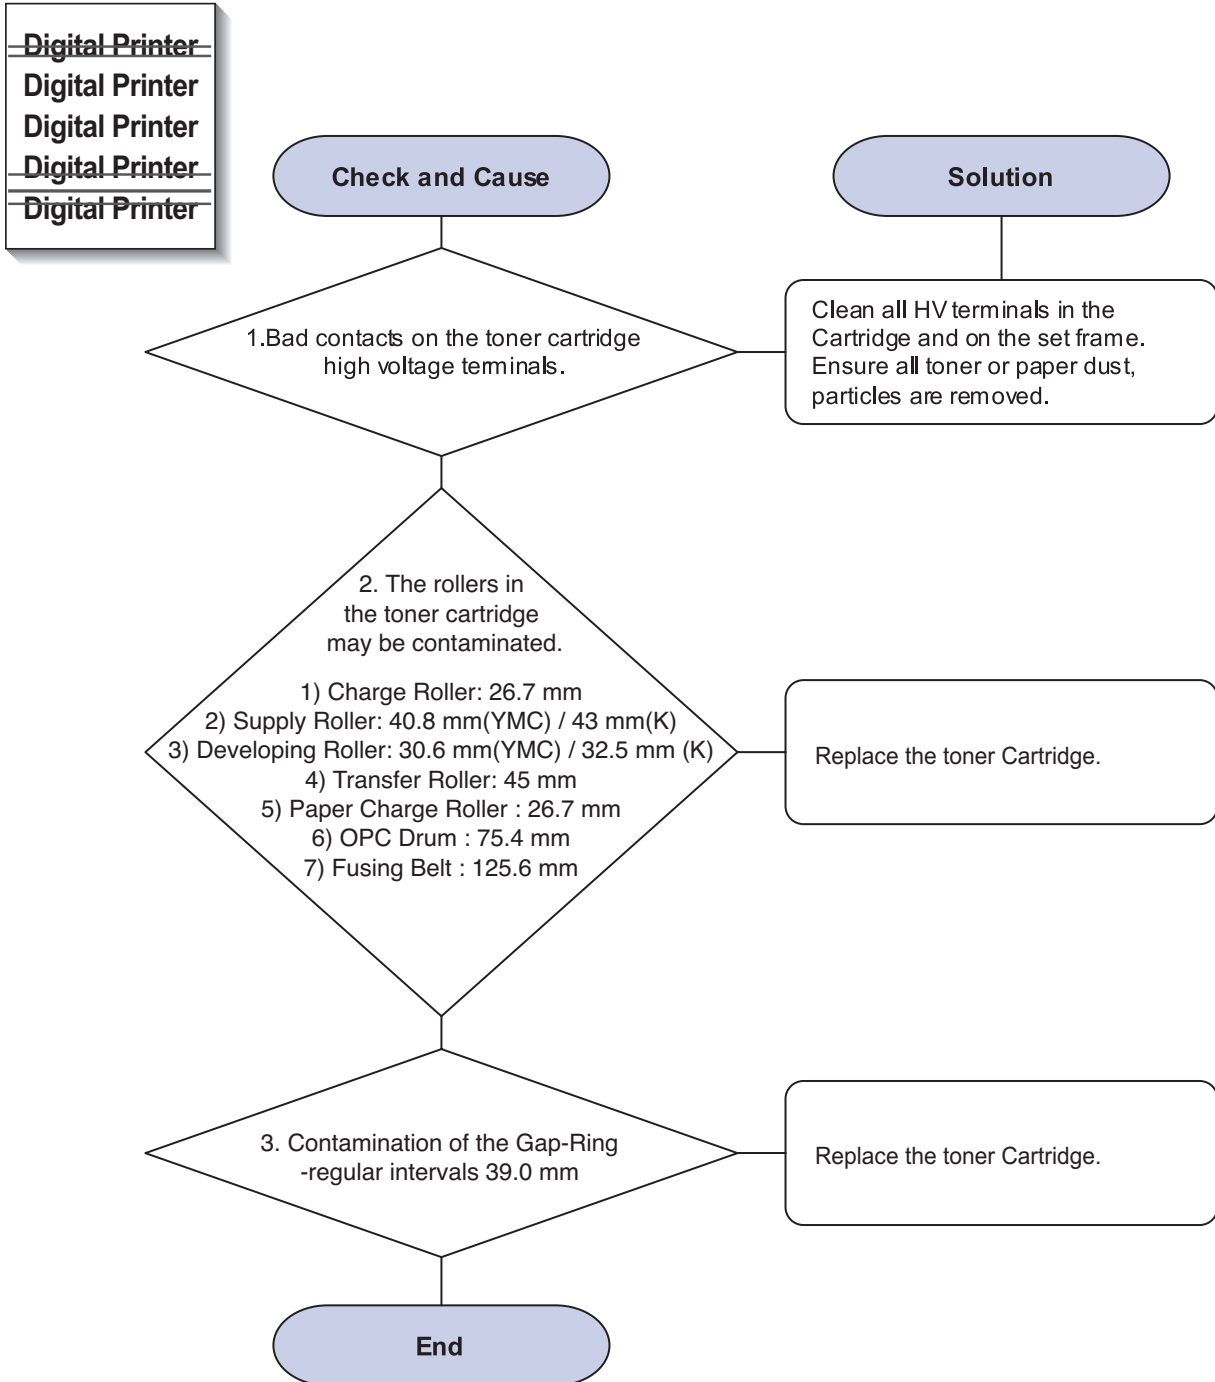 Digital Printer
Digital Printer
Digital Printer
Digital Printer
Digital Printer
Check and Cause
Solution
1.Bad contacts on the toner cartridge
high voltage terminals.
Clean all HV terminals in the
Cartridge and on the set frame.
Ensure all toner or paper dust,
particles are removed.
2. The rollers in
the toner cartridge
may be contaminated.
1) Charge Roller: 26.7 mm
2) Supply Roller: 40.8 mm(YMC) / 43 mm(K)
3) Developing Roller: 30.6 mm(YMC) / 32.5 mm (K)
4) Transfer Roller: 45 mm
5) Paper Charge Roller : 26.7 mm
6) OPC Drum : 75.4 mm
7) Fusing Belt : 125.6 mm
Replace the toner Cartridge.
3. Contamination of the Gap-Ring
-regular intervals 39.0 mm
Replace the toner Cartridge.
End